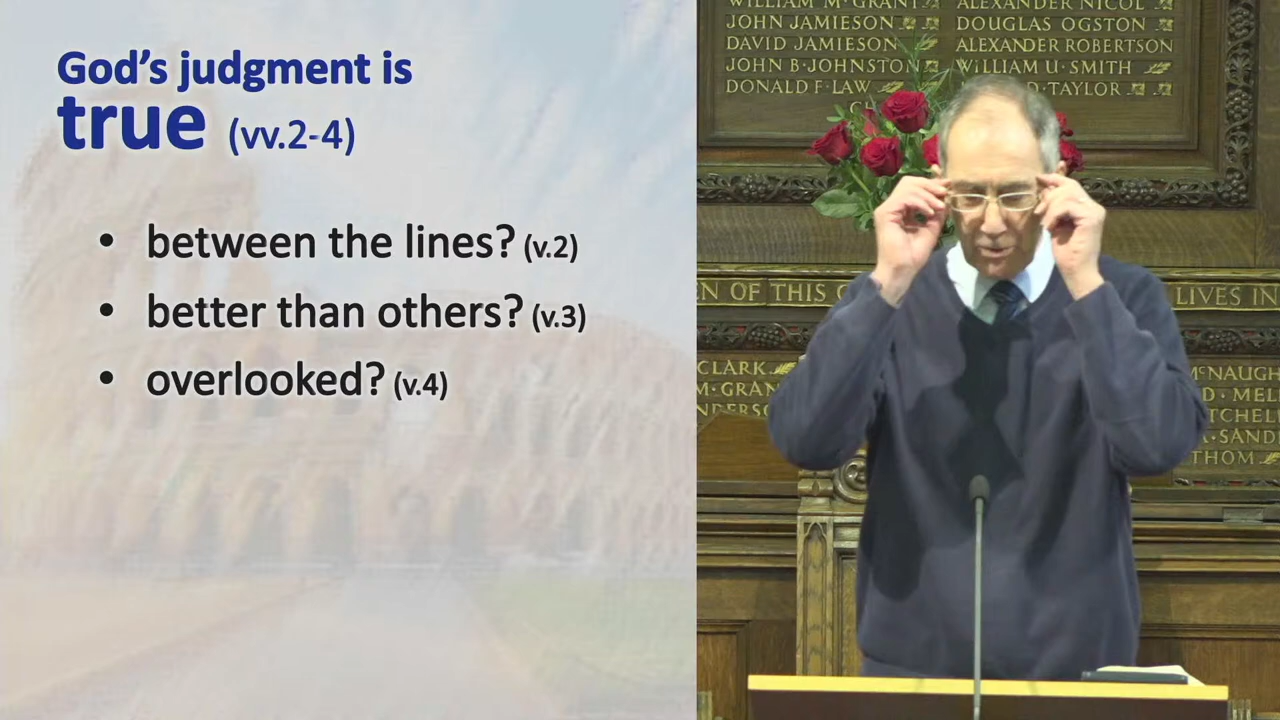 God's judgment is
true (vv.2-4)
• between the lines? (v.2)
• better than others? (v.3)
• overlooked? (v.4)
WILLIAM M·GRANT ALEXANDER NICOL
JOHN JAMIESON DOUGLAS OGSTON
DAVID JAMIESON ALEXANDER ROBERTSON
JOHN B·JOHNSTON WILLIAM U·SMITH
DONALD F·LAW D·TAYLOR
OF THIS LIVES IN
CLARK